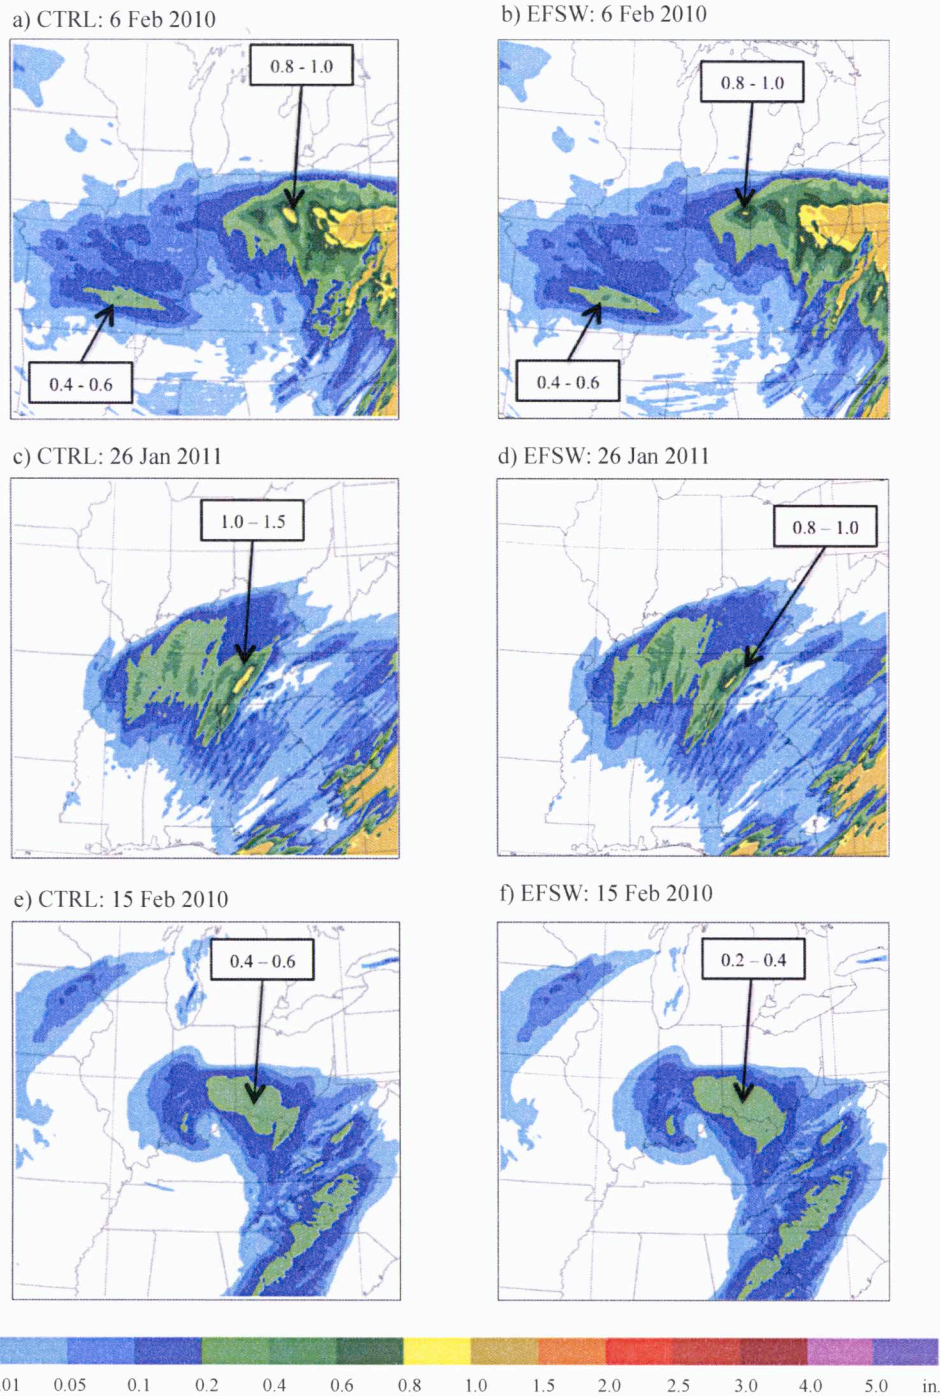 a) CTRL: 6 Feb 2010
b) EFSW: 6 Feb 2010
0.8 - 1.0
0.8 - 1.0
0.4 - 0.6
0.4 - 0.6
c) CTRL: 26 Jan 2011
d) EFSW: 26 Jan 2011
1.0 – 1.5
0.8 – 1.0
e) CTRL: 15 Feb 2010
f) EFSW: 15 Feb 2010
0.4 – 0.6
0.2 – 0.4
.01 0.05 0.1 0.2 0.4 0.6 0.8 1.0 1.5 2.0 2.5 3.0 4.0 5.0 in.